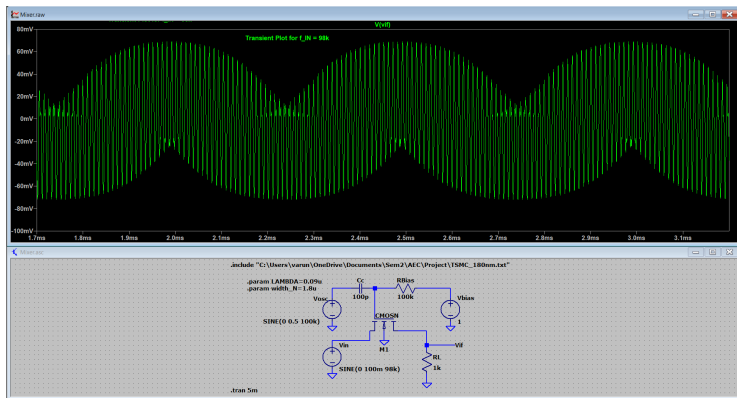 Mixer.raw
V(vif)
Transient Plot for f_IN = 98k
80mV
60mV
40mV
20mV
0mV
-20mV
-40mV
-60mV
-80mV
-100mV
1.7ms 1.8ms 1.9ms 2.0ms 2.1ms 2.2ms 2.3ms 2.4ms 2.5ms 2.6ms 2.7ms 2.8ms 2.9ms 3.0ms 3.1ms
.include "C:\Users\varun\OneDrive\Documents\Sem2\AEC\Project\TSMC_180nm.txt"
.param LAMBDA=0.09u
.param width_N=1.8u
Cc
100p
RBias
100k
Vosc
SINE(0 0.5 100k)
Vbias
1
CMOSN
M1
Vin
SINE(0 100m 98k)
Vif
RL
1k
.tran 5m